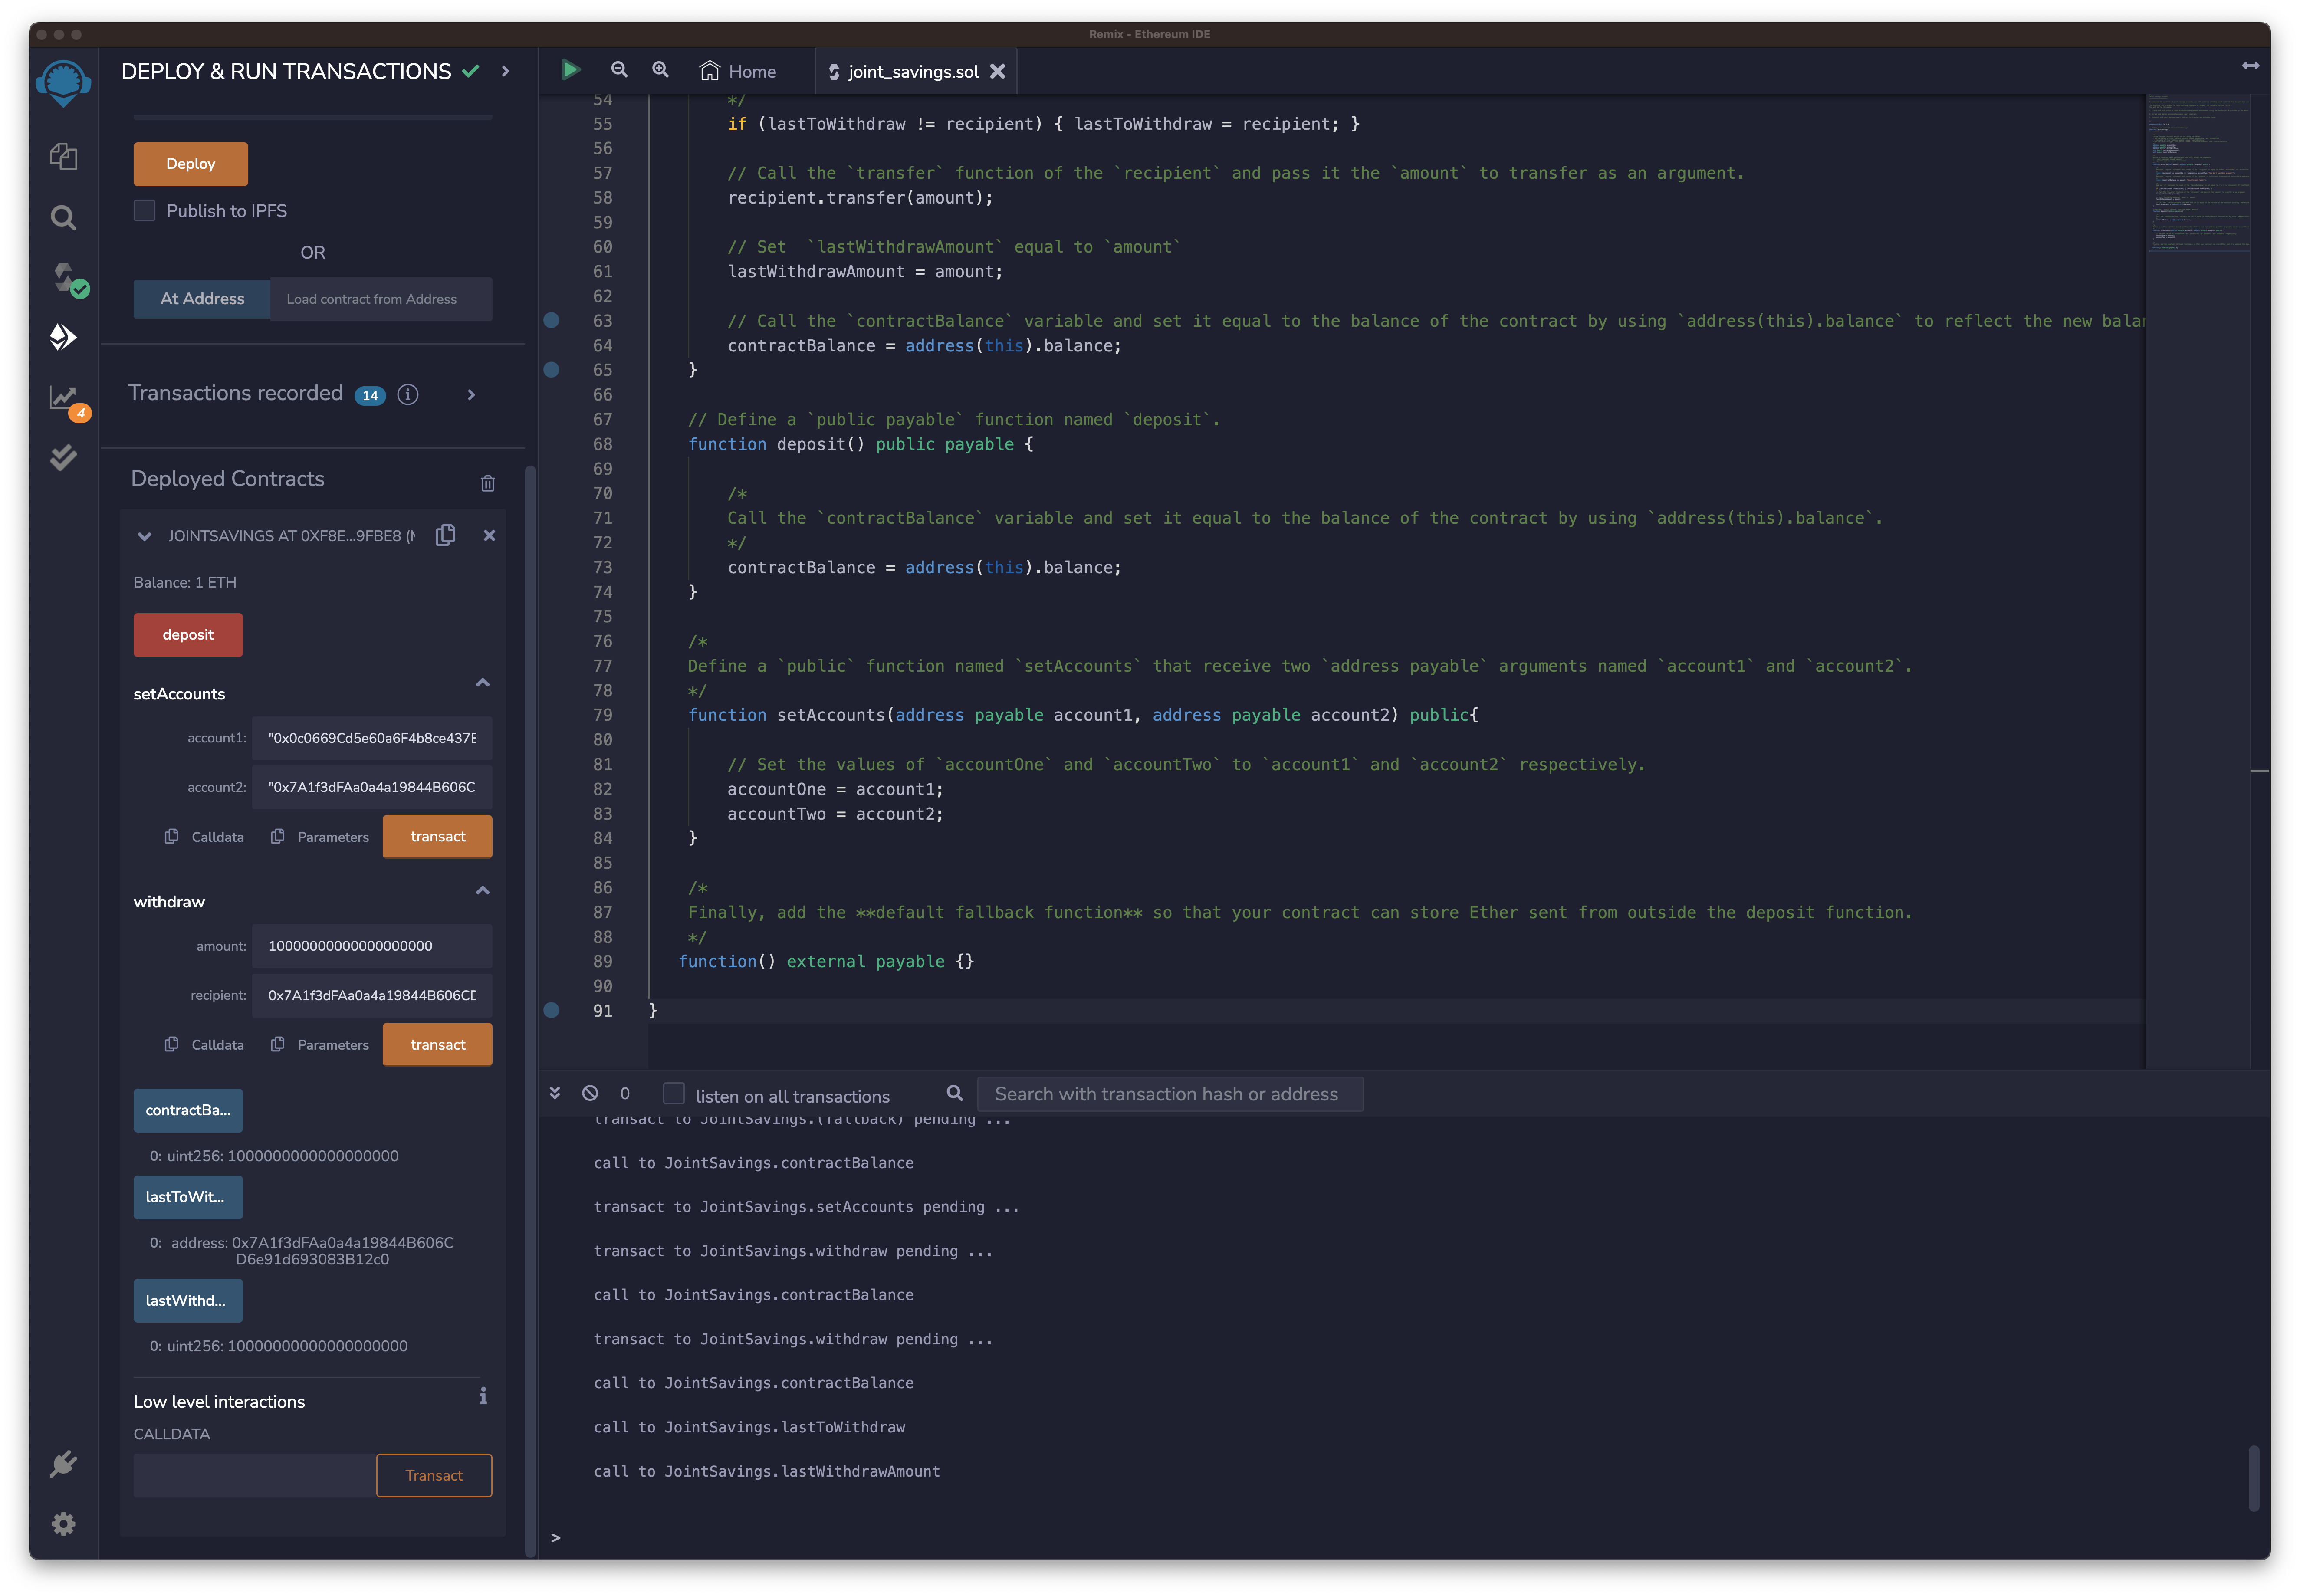 Remix - Ethereum IDE
DEPLOY & RUN TRANSACTIONS
Deploy
Publish to IPFS
OR
At Address
Load contract from Address
Transactions recorded 14 i
4
Deployed Contracts
JOINTSAVINGS AT 0XF8E...9FBE8 (
Balance: 1 ETH
deposit
setAccounts
account1: "0x0c0669Cd5e60a6F4b8ce437E
account2: "0x7A1f3dFAa0a4a19844B606C
Calldata Parameters transact
withdraw
amount: 10000000000000000000
recipient: 0x7A1f3dFAa0a4a19844B606CD
Calldata Parameters transact
contractBa...
0: uint256: 1000000000000000000
lastToWit...
0: address: 0x7A1f3dFAa0a4a19844B606C
D6e91d693083B12c0
lastWithd...
0: uint256: 10000000000000000000
Low level interactions
i
CALLDATA
Transact
Home
joint_savings.sol
54 */
55 if (lastToWithdraw != recipient) { lastToWithdraw = recipient; }
56
57 // Call the `transfer` function of the `recipient` and pass it the `amount` to transfer as an argument.
58 recipient.transfer(amount);
59
60 // Set  `lastWithdrawAmount` equal to `amount`
61 lastWithdrawAmount = amount;
62
63 // Call the `contractBalance` variable and set it equal to the balance of the contract by using `address(this).balance` to reflect the new balan
64 contractBalance = address(this).balance;
65 }
66
67 // Define a `public payable` function named `deposit`.
68 function deposit() public payable {
69
70 /*
71 Call the `contractBalance` variable and set it equal to the balance of the contract by using `address(this).balance`.
72 */
73 contractBalance = address(this).balance;
74 }
75
76 /*
77 Define a `public` function named `setAccounts` that receive two `address payable` arguments named `account1` and `account2`.
78 */
79 function setAccounts(address payable account1, address payable account2) public{
80
81 // Set the values of `accountOne` and `accountTwo` to `account1` and `account2` respectively.
82 accountOne = account1;
83 accountTwo = account2;
84 }
85
86 /*
87 Finally, add the **default fallback function** so that your contract can store Ether sent from outside the deposit function.
88 */
89 function() external payable {}
90
91 }
0 listen on all transactions Search with transaction hash or address
transact to JointSavings.(fallback) pending ...
call to JointSavings.contractBalance
transact to JointSavings.setAccounts pending ...
transact to JointSavings.withdraw pending ...
call to JointSavings.contractBalance
transact to JointSavings.withdraw pending ...
call to JointSavings.contractBalance
call to JointSavings.lastToWithdraw
call to JointSavings.lastWithdrawAmount
>